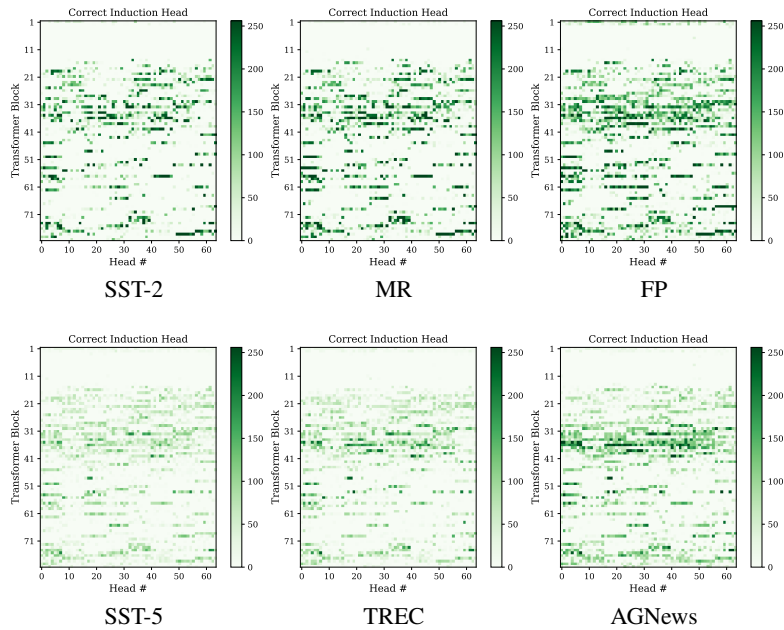 Correct Induction Head
Correct Induction Head
Correct Induction Head
Transformer Block
1
11
21
31
41
51
61
71
0 10 20 30 40 50 60
Head #
250
200
150
100
50
0
Transformer Block
1
11
21
31
41
51
61
71
0 10 20 30 40 50 60
Head #
250
200
150
100
50
0
Transformer Block
1
11
21
31
41
51
61
71
0 10 20 30 40 50 60
Head #
250
200
150
100
50
0
SST-2
MR
FP
Correct Induction Head
Correct Induction Head
Correct Induction Head
Transformer Block
1
11
21
31
41
51
61
71
0 10 20 30 40 50 60
Head #
250
200
150
100
50
0
Transformer Block
1
11
21
31
41
51
61
71
0 10 20 30 40 50 60
Head #
250
200
150
100
50
0
Transformer Block
1
11
21
31
41
51
61
71
0 10 20 30 40 50 60
Head #
250
200
150
100
50
0
SST-5
TREC
AGNews